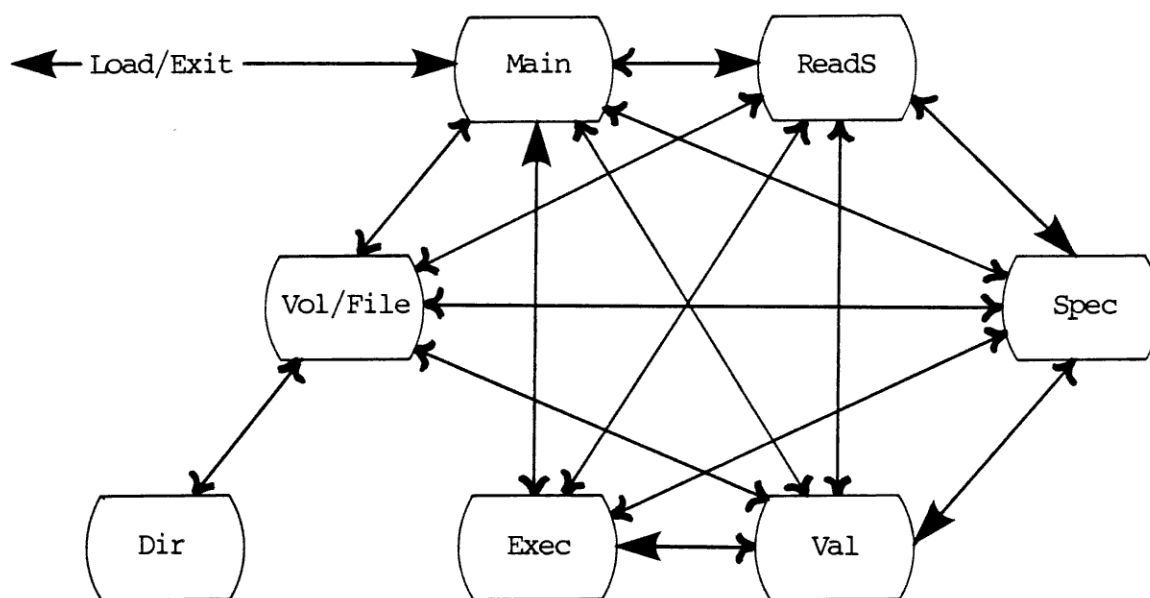 Load/Exit
Main
ReadS
Vol/File
Spec
Dir
Exec
Val